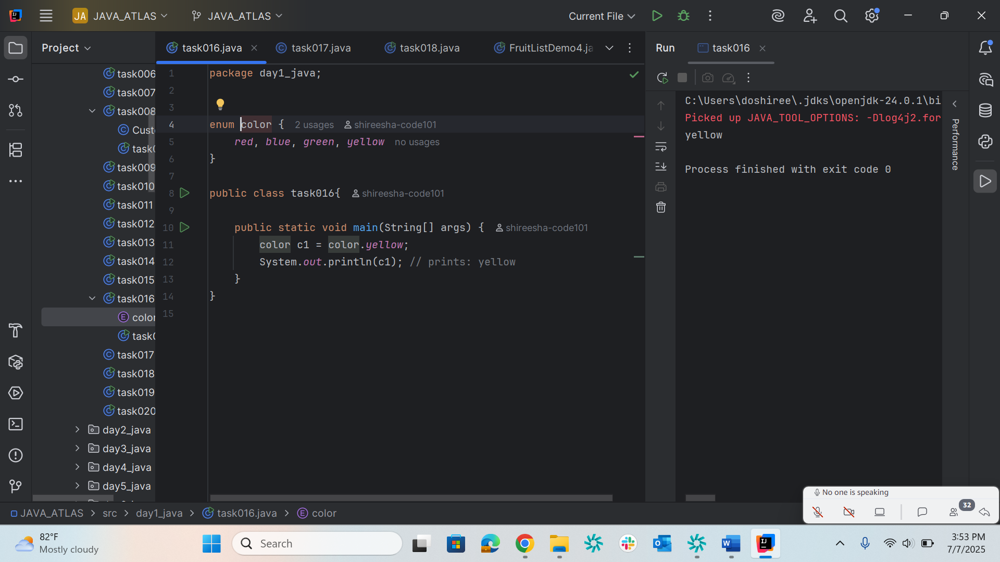 JA JAVA_ATLAS JAVA_ATLAS Current File
Project
task016.java task017.java task018.java FruitListDemo4.ja
Run task016
task006
task007
task008
Cust
task0
task009
task010
task011
task012
task013
task014
task015
task016
color
task0
task017
task018
task019
task020
day2_java
day3_java
day4_java
day5_java
1 package day1_java;
2
3
4 enum color { 2 usages shireesha-code101
5 red, blue, green, yellow no usages
6 }
7
8 public class task016{ shireesha-code101
9
10 public static void main(String[] args) { shireesha-code101
11 color c1 = color.yellow;
12 System.out.println(c1); // prints: yellow
13 }
14 }
15
C:\Users\doshiree\.jdks\openjdk-24.0.1\bi
Picked up JAVA_TOOL_OPTIONS: -Dlog4j2.for
yellow
Process finished with exit code 0
Performance
No one is speaking
32
JAVA_ATLAS > src > day1_java > task016.java > color
82°F
Mostly cloudy
Search
3:53 PM
7/7/2025